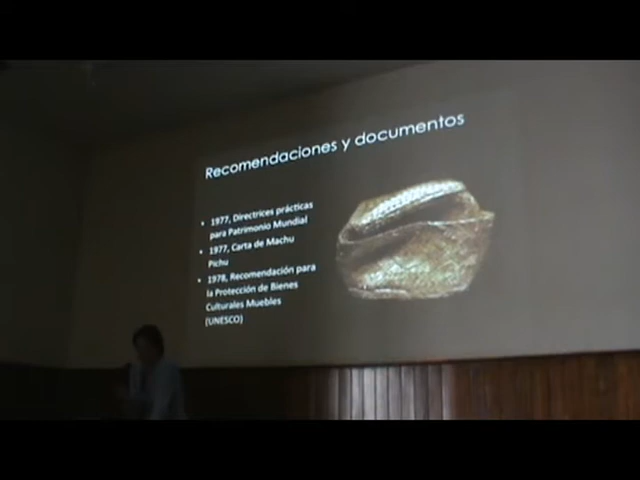 Recomendaciones y documentos
• 1977, Directrices prácticas
para Patrimonio Mundial
• 1977, Carta de Machu
Pichu
• 1978, Recomendación para
la Protección de Bienes
Culturales Muebles
(UNESCO)